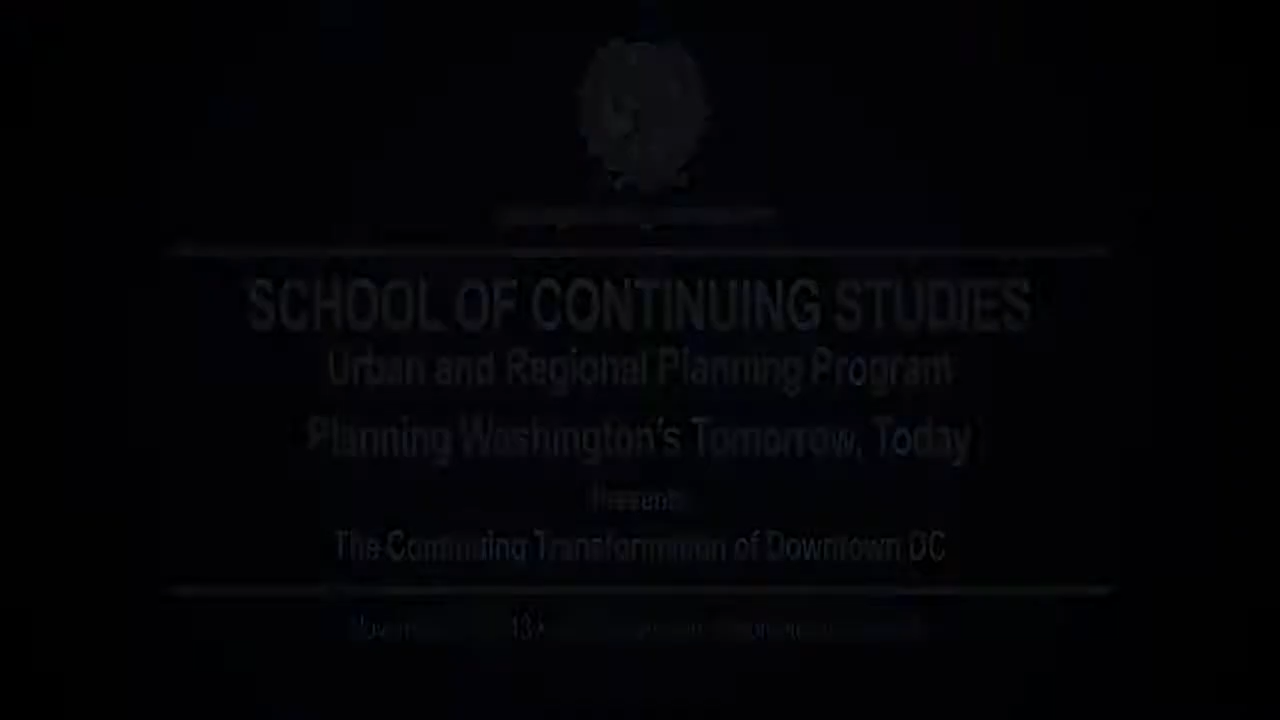 SCHOOL OF CONTINUING STUDIES
Urban and Regional Planning Program
Planning Washington's Tomorrow, Today
Presents
The Continuing Transformation of Downtown DC